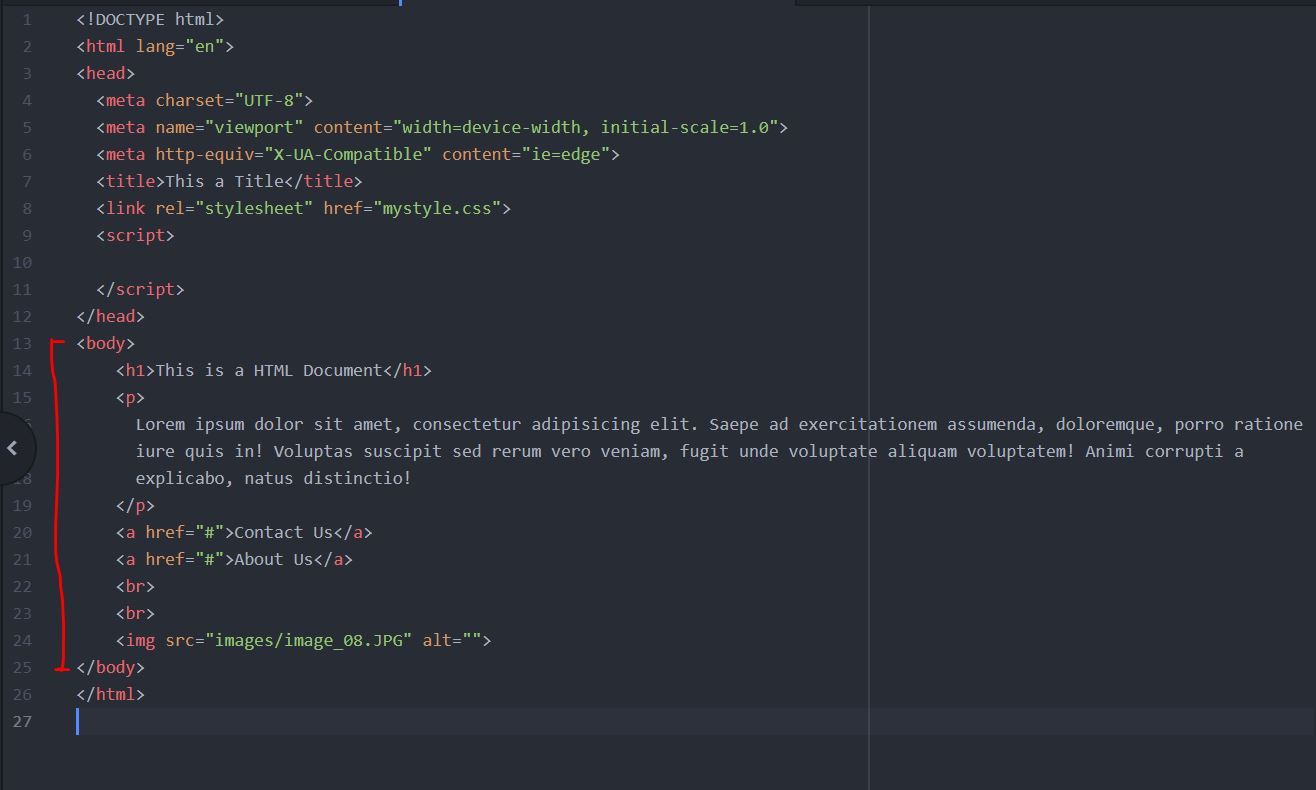 1 <!DOCTYPE html>
2 <html lang="en">
3 <head>
4   <meta charset="UTF-8">
5   <meta name="viewport" content="width=device-width, initial-scale=1.0">
6   <meta http-equiv="X-UA-Compatible" content="ie=edge">
7   <title>This a Title</title>
8   <link rel="stylesheet" href="mystyle.css">
9   <script>
10
11   </script>
12 </head>
13 <body>
14     <h1>This is a HTML Document</h1>
15     <p>
      Lorem ipsum dolor sit amet, consectetur adipisicing elit. Saepe ad exercitationem assumenda, doloremque, porro ratione
      iure quis in! Voluptas suscipit sed rerum vero veniam, fugit unde voluptate aliquam voluptatem! Animi corrupti a
      explicabo, natus distinctio!
19     </p>
20     <a href="#">Contact Us</a>
21     <a href="#">About Us</a>
22     <br>
23     <br>
24     <img src="images/image_08.JPG" alt="">
25 </body>
26 </html>
27